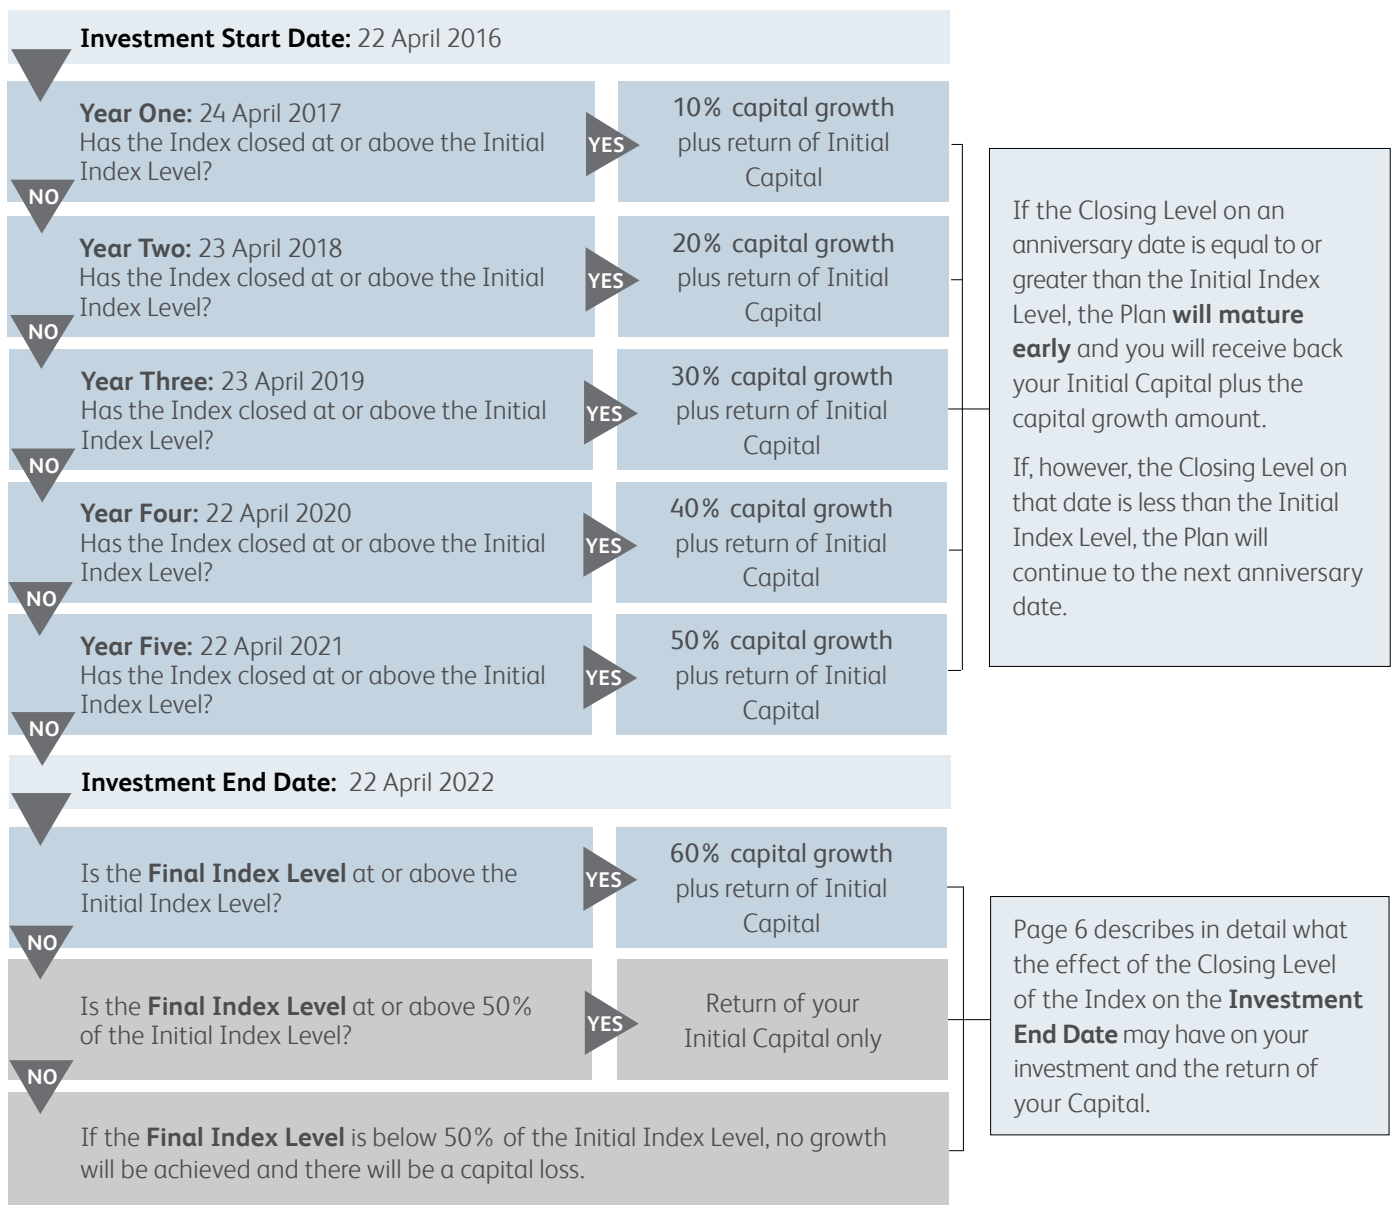 Investment Start Date: 22 April 2016
Year One: 24 April 2017
Has the Index closed at or above the Initial
Index Level?
YES
10% capital growth
plus return of Initial
Capital
NO
Year Two: 23 April 2018
Has the Index closed at or above the Initial
Index Level?
YES
20% capital growth
plus return of Initial
Capital
NO
Year Three: 23 April 2019
Has the Index closed at or above the Initial
Index Level?
YES
30% capital growth
plus return of Initial
Capital
NO
Year Four: 22 April 2020
Has the Index closed at or above the Initial
Index Level?
YES
40% capital growth
plus return of Initial
Capital
NO
Year Five: 22 April 2021
Has the Index closed at or above the Initial
Index Level?
YES
50% capital growth
plus return of Initial
Capital
NO
If the Closing Level on an
anniversary date is equal to or
greater than the Initial Index
Level, the Plan will mature
early and you will receive back
your Initial Capital plus the
capital growth amount.
If, however, the Closing Level on
that date is less than the Initial
Index Level, the Plan will
continue to the next anniversary
date.
Investment End Date: 22 April 2022
Is the Final Index Level at or above the
Initial Index Level?
YES
60% capital growth
plus return of Initial
Capital
NO
Is the Final Index Level at or above 50%
of the Initial Index Level?
YES
Return of your
Initial Capital only
NO
If the Final Index Level is below 50% of the Initial Index Level, no growth
will be achieved and there will be a capital loss.
Page 6 describes in detail what
the effect of the Closing Level
of the Index on the Investment
End Date may have on your
investment and the return of
your Capital.